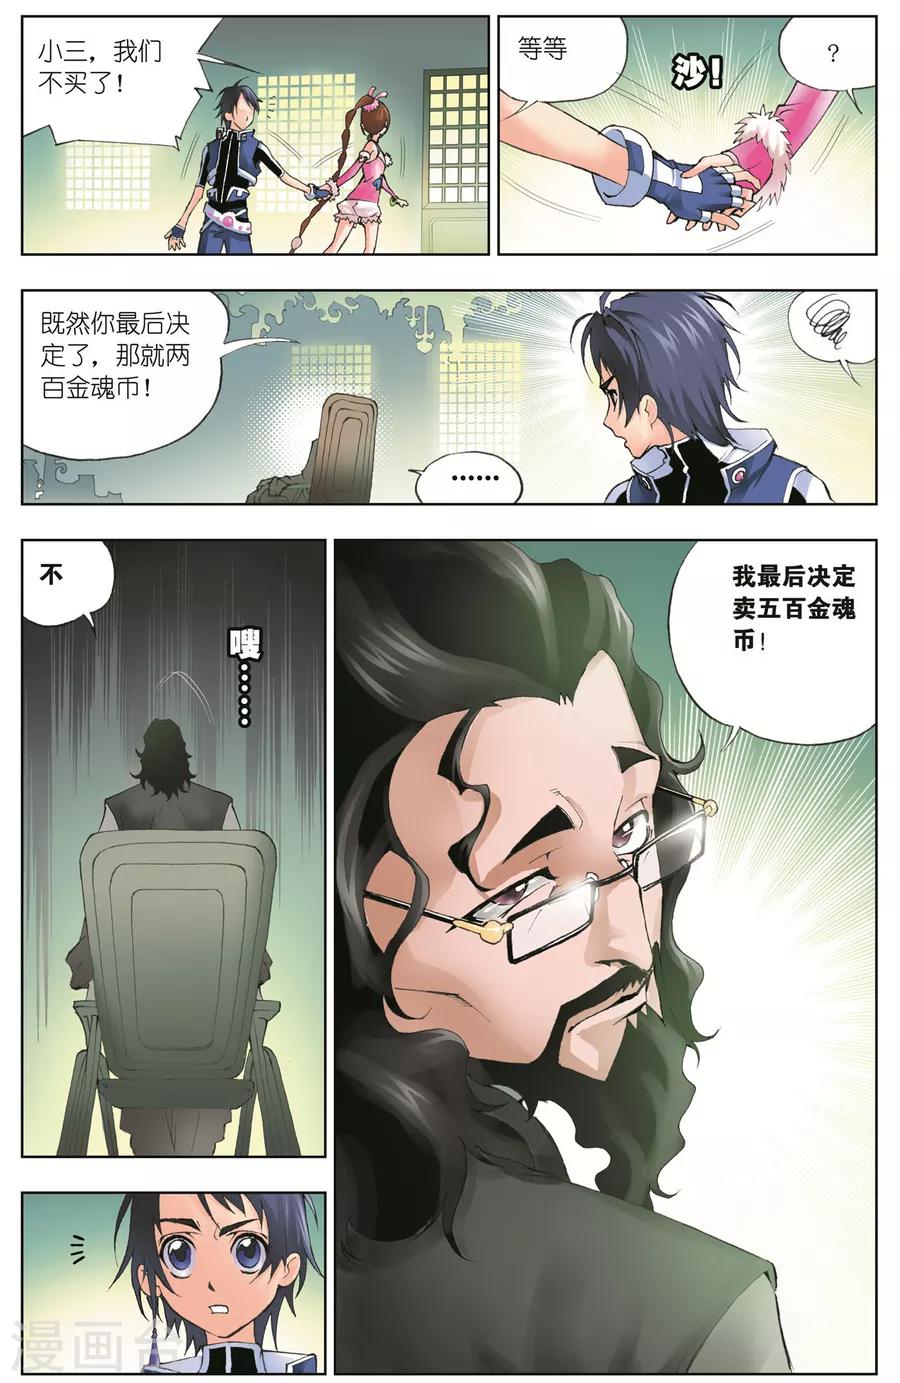 小三，我们
不买了！
等等
沙！
？
既然你最后决
定了，那就两
百金魂币！
……
不
嗖……
我最后决定
卖五百金魂
币！
漫画台